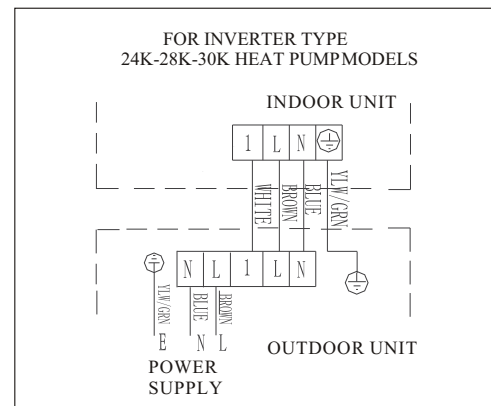 FOR INVERTER TYPE
24K-28K-30K HEAT PUMPMODELS
INDOOR UNIT
1 L N
WHITE
BROWN
BLUE
YLW/GRN
N L 1 L N
YLW/GRN
BLUE
BROWN
E N L
POWER
SUPPLY
OUTDOOR UNIT